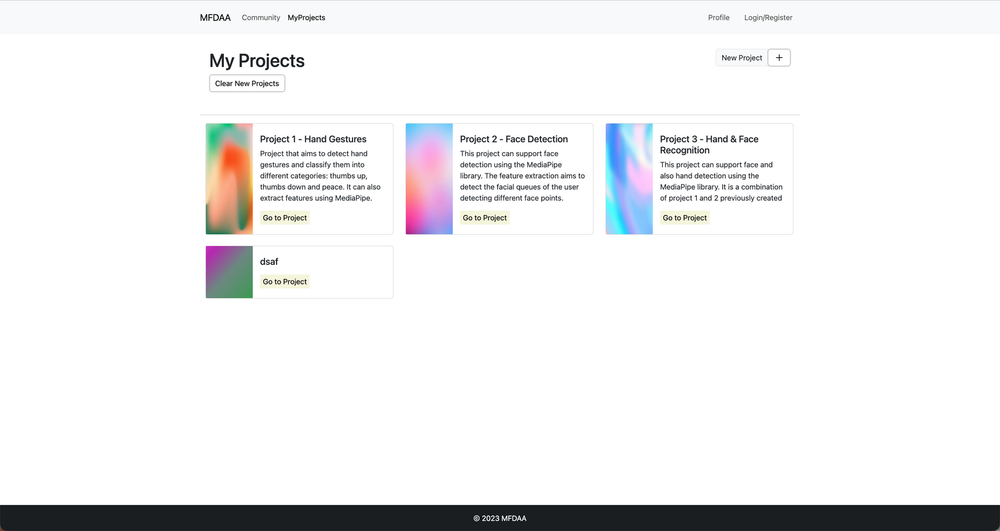 MFDAA Community MyProjects Profile Login/Register
My Projects
New Project +
Clear New Projects
Project 1 - Hand Gestures
Project that aims to detect hand
gestures and classify them into
different categories: thumbs up,
thumbs down and peace. It can also
extract features using MediaPipe.
Go to Project
Project 2 - Face Detection
This project can support face
detection using the MediaPipe
library. The feature extraction aims to
detect the facial queues of the user
detecting different face points.
Go to Project
Project 3 - Hand & Face
Recognition
This project can support face and
also hand detection using the
MediaPipe library. It is a combination
of project 1 and 2 previously created
Go to Project
dsaf
Go to Project
© 2023 MFDAA